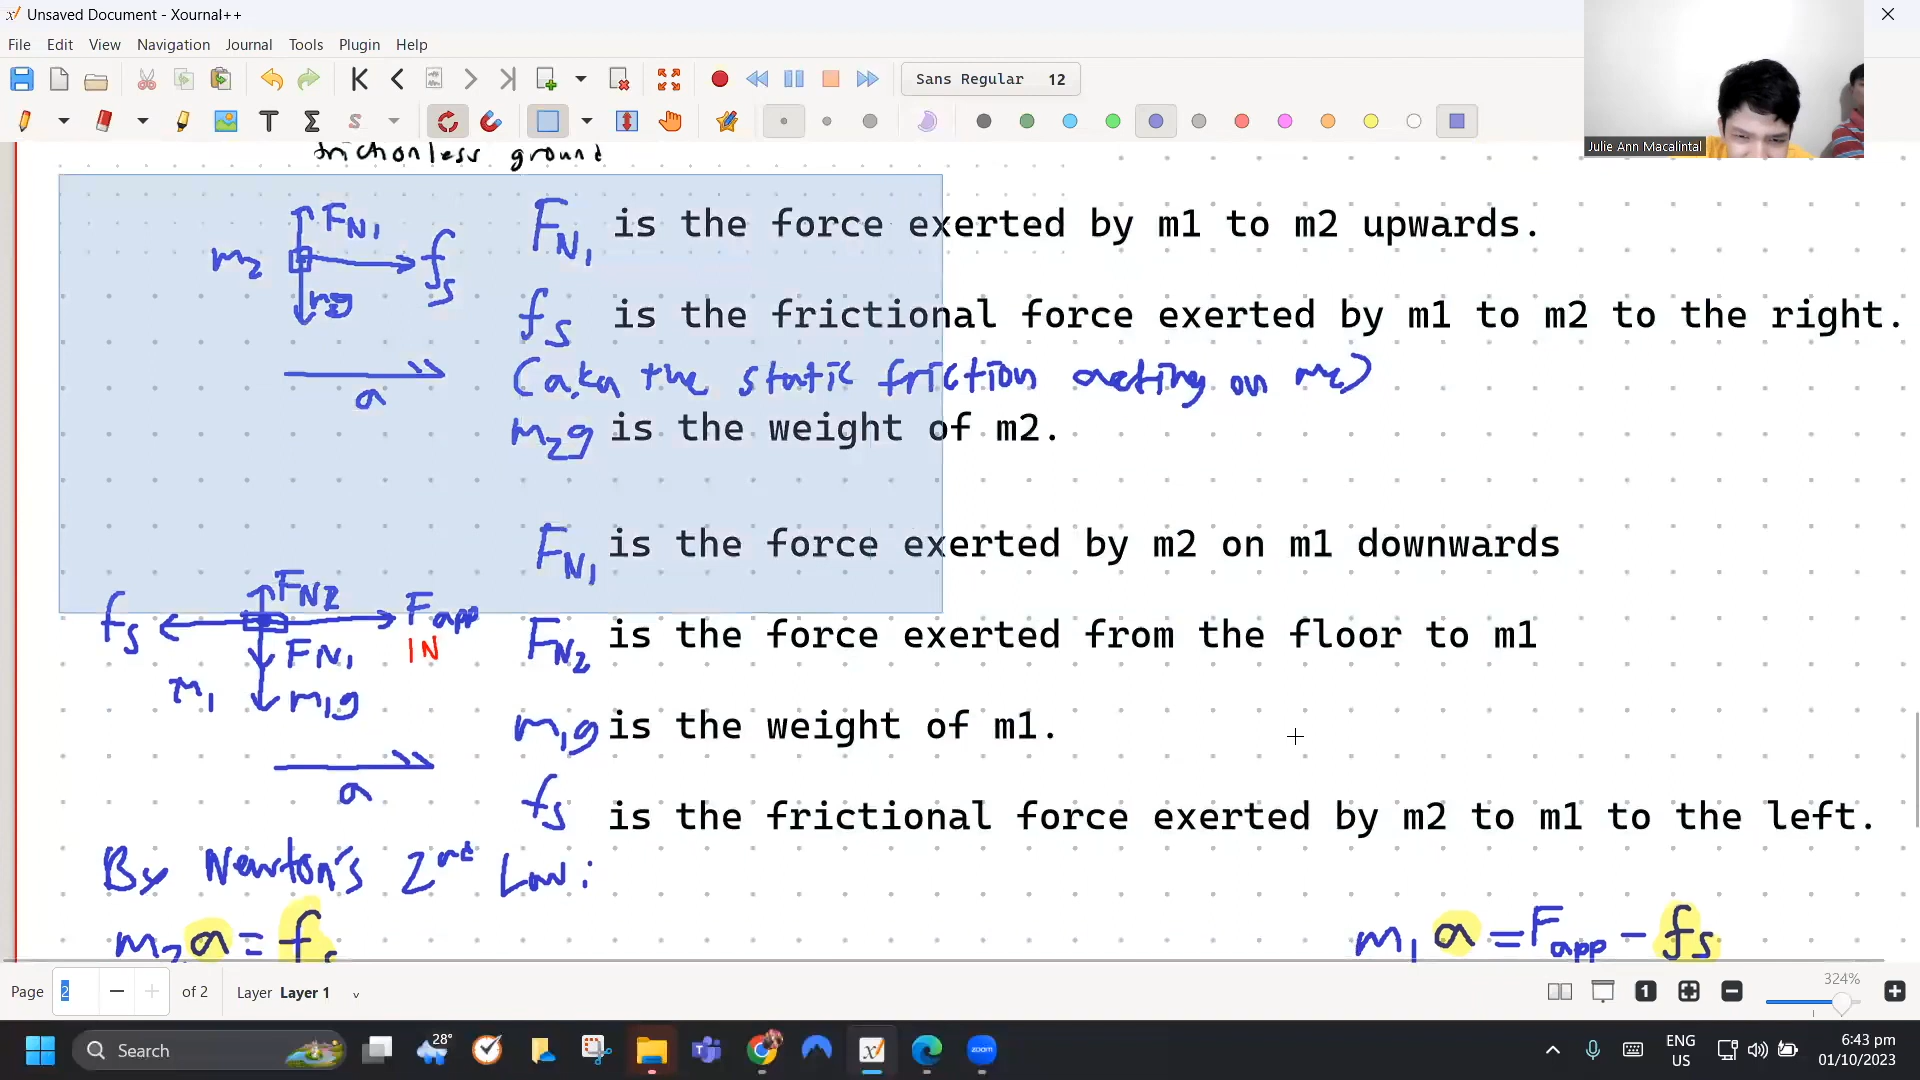 Unsaved Document - Xournal++
File Edit View Navigation Journal Tools Plugin Help
Sans Regular 12
Julie Ann Macalintal
frictionless ground
FN1
m2
fs
m2g
a
FN1 is the force exerted by m1 to m2 upwards.
fs is the frictional force exerted by m1 to m2 to the right.
(a.k.a the static friction acting on m2)
m2g is the weight of m2.
FN1 is the force exerted by m2 on m1 downwards
FN2
fs
Fapp
1N
FN1
m1
m1g
a
FN2 is the force exerted from the floor to m1
m1g is the weight of m1.
fs is the frictional force exerted by m2 to m1 to the left.
By Newton's 2nd Law:
m2a = fs
m1a = Fapp - fs
Page 2 of 2 Layer Layer 1
324%
28°
Search
zoom
ENG
US
6:43 pm
01/10/2023